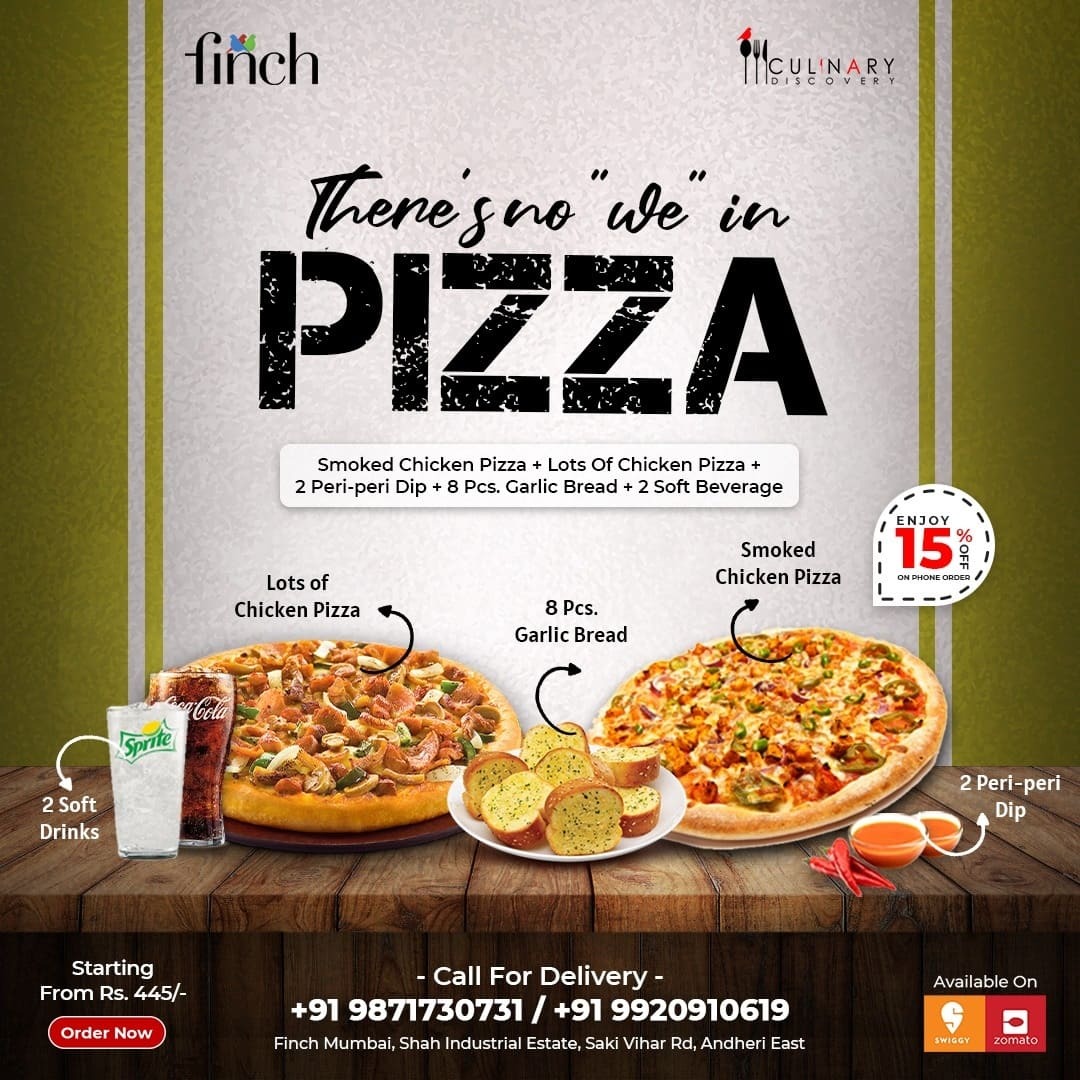 finch
CULINARY
DISCOVERY
There's no "we" in
PIZZA
Smoked Chicken Pizza + Lots Of Chicken Pizza +
2 Peri-peri Dip + 8 Pcs. Garlic Bread + 2 Soft Beverage
ENJOY
15% OFF
ON PHONE ORDER
Smoked
Chicken Pizza
Lots of
Chicken Pizza
8 Pcs.
Garlic Bread
Coca-Cola
Sprite
2 Soft
Drinks
2 Peri-peri
Dip
Starting
From Rs. 445/-
Order Now
- Call For Delivery -
+91 9871730731 / +91 9920910619
Finch Mumbai, Shah Industrial Estate, Saki Vihar Rd, Andheri East
Available On
SWIGGY
zomato